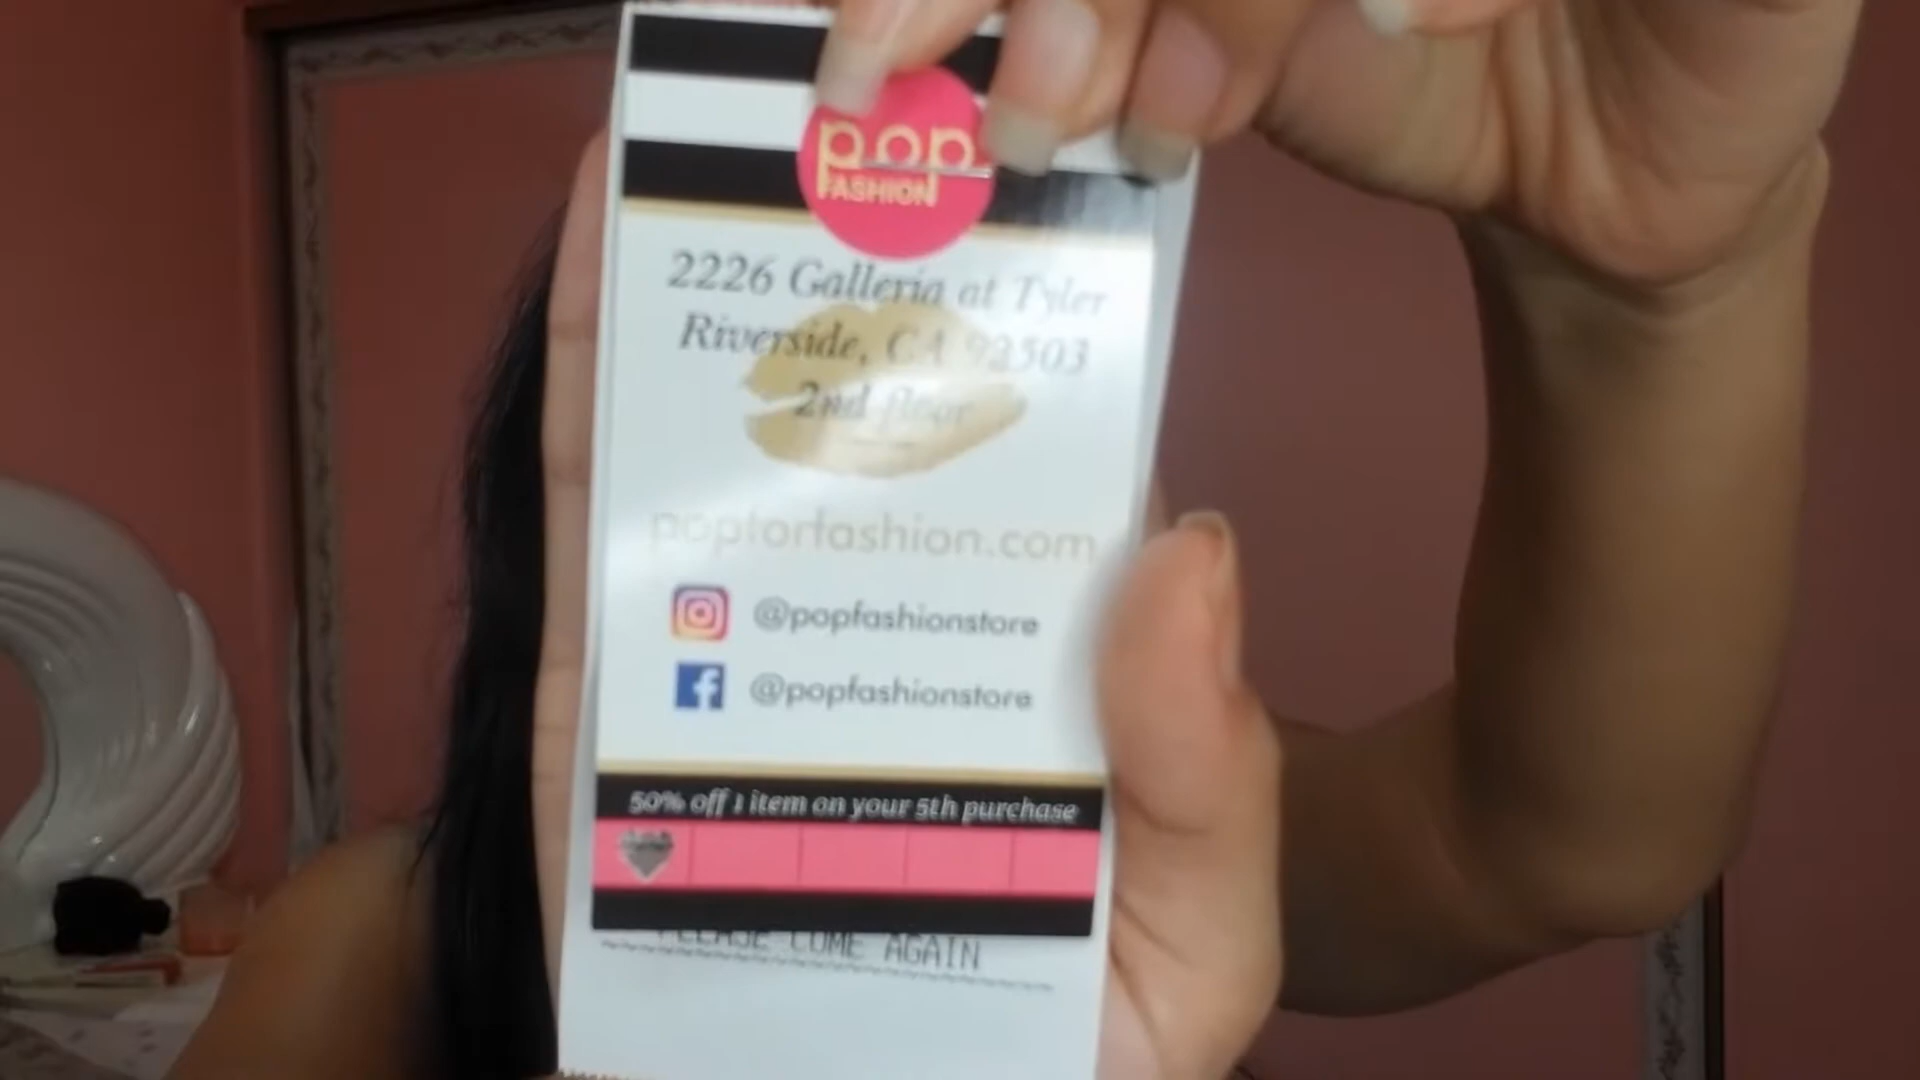 pop
FASHION
2226 Galleria at Tyler
Riverside, CA 92503
2nd floor
popforfashion.com
@popfashionstore
@popfashionstore
50% off 1 item on your 5th purchase
PLEASE COME AGAIN